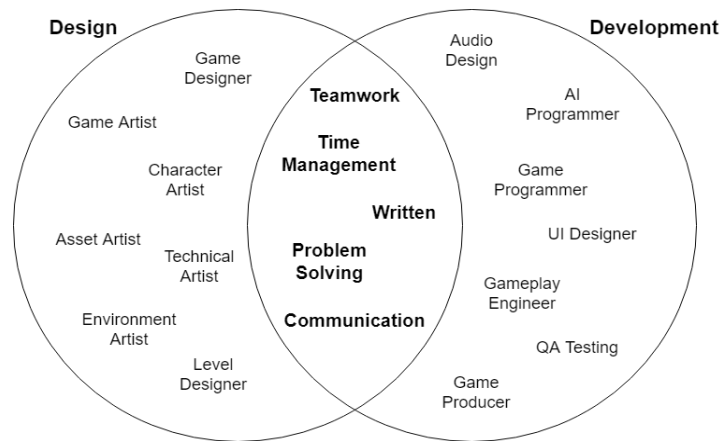 Design
Development
Game
Designer
Game Artist
Character
Artist
Asset Artist
Technical
Artist
Environment
Artist
Level
Designer
Teamwork
Time
Management
Written
Problem
Solving
Communication
Audio
Design
AI
Programmer
Game
Programmer
UI Designer
Gameplay
Engineer
QA Testing
Game
Producer